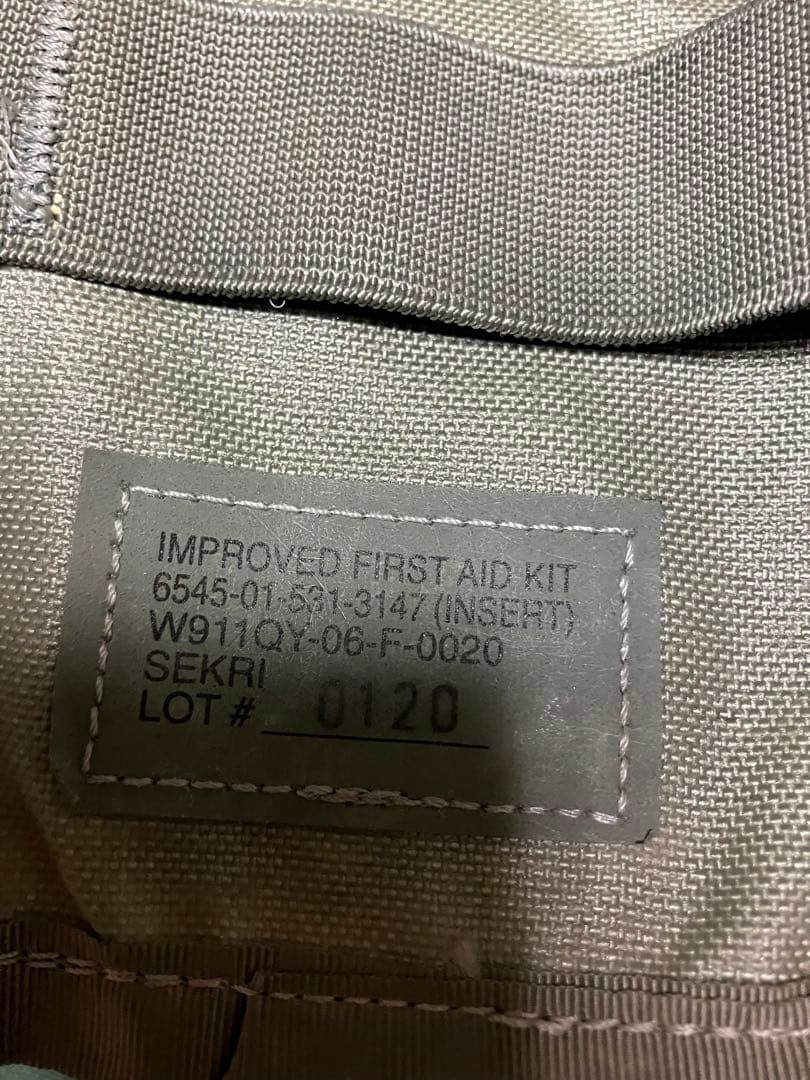 IMPROVED FIRST AID KIT
6545-01-531-3147 (INSERT)
W911QY-06-F-0020
SEKRI
LOT # 0120